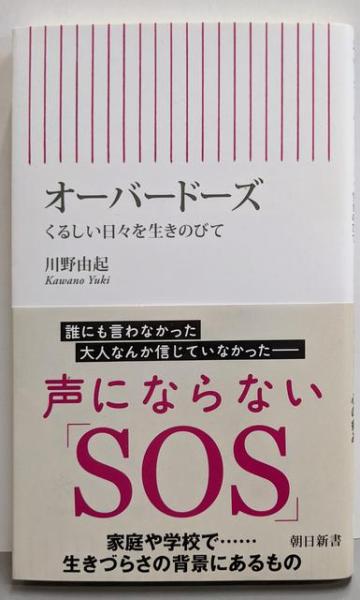 オーバードーズ
くるしい日々を生きのびて
川野由起
Kawano Yuki
誰にも言わなかった
大人なんか信じていなかった――
声にならない
「SOS」
家庭や学校で……
生きづらさの背景にあるもの
朝日新書